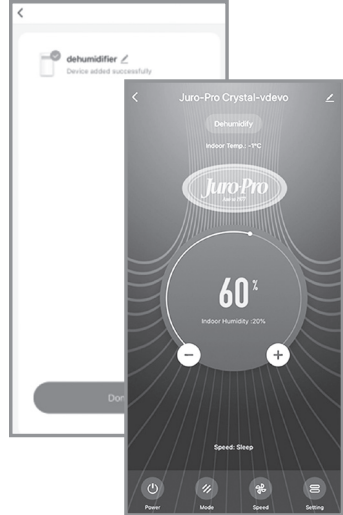 dehumidifier
Device added successfully
Juro-Pro Crystal-vdevo
Dehumidify
Indoor Temp.: -1°C
Juro-Pro
60%
Indoor Humidity :20%
Speed: Sleep
Power
Mode
Speed
Setting